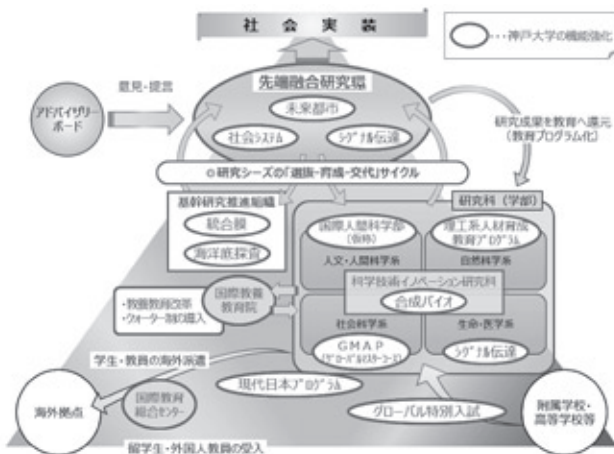 社会実装
・・・神戸大学の機能強化
先端融合研究環
未来都市
社会システム
シグナル伝達
アドバイザリー
ボード
意見・提言
研究成果を教育へ還元
(教育プログラム化)
◎研究シーズの「選抜-育成-交代」サイクル
基幹研究推進組織
統合膜
海洋底探査
研究科(学部)
国際人間科学部
(仮称)
人文・人間科学系
理工系人材育成
教育プログラム
自然科学系
科学技術イノベーション研究科
合成バイオ
社会科学系
GMAP
(グローバルマスターコース)
生命・医学系
シグナル伝達
国際教養
教育院
・教養教育改革
・クォーター制の導入
学生・教員の海外派遣
現代日本プログラム
海外拠点
国際教育
総合センター
グローバル特別入試
附属学校・
高等学校等
留学生・外国人教員の受入